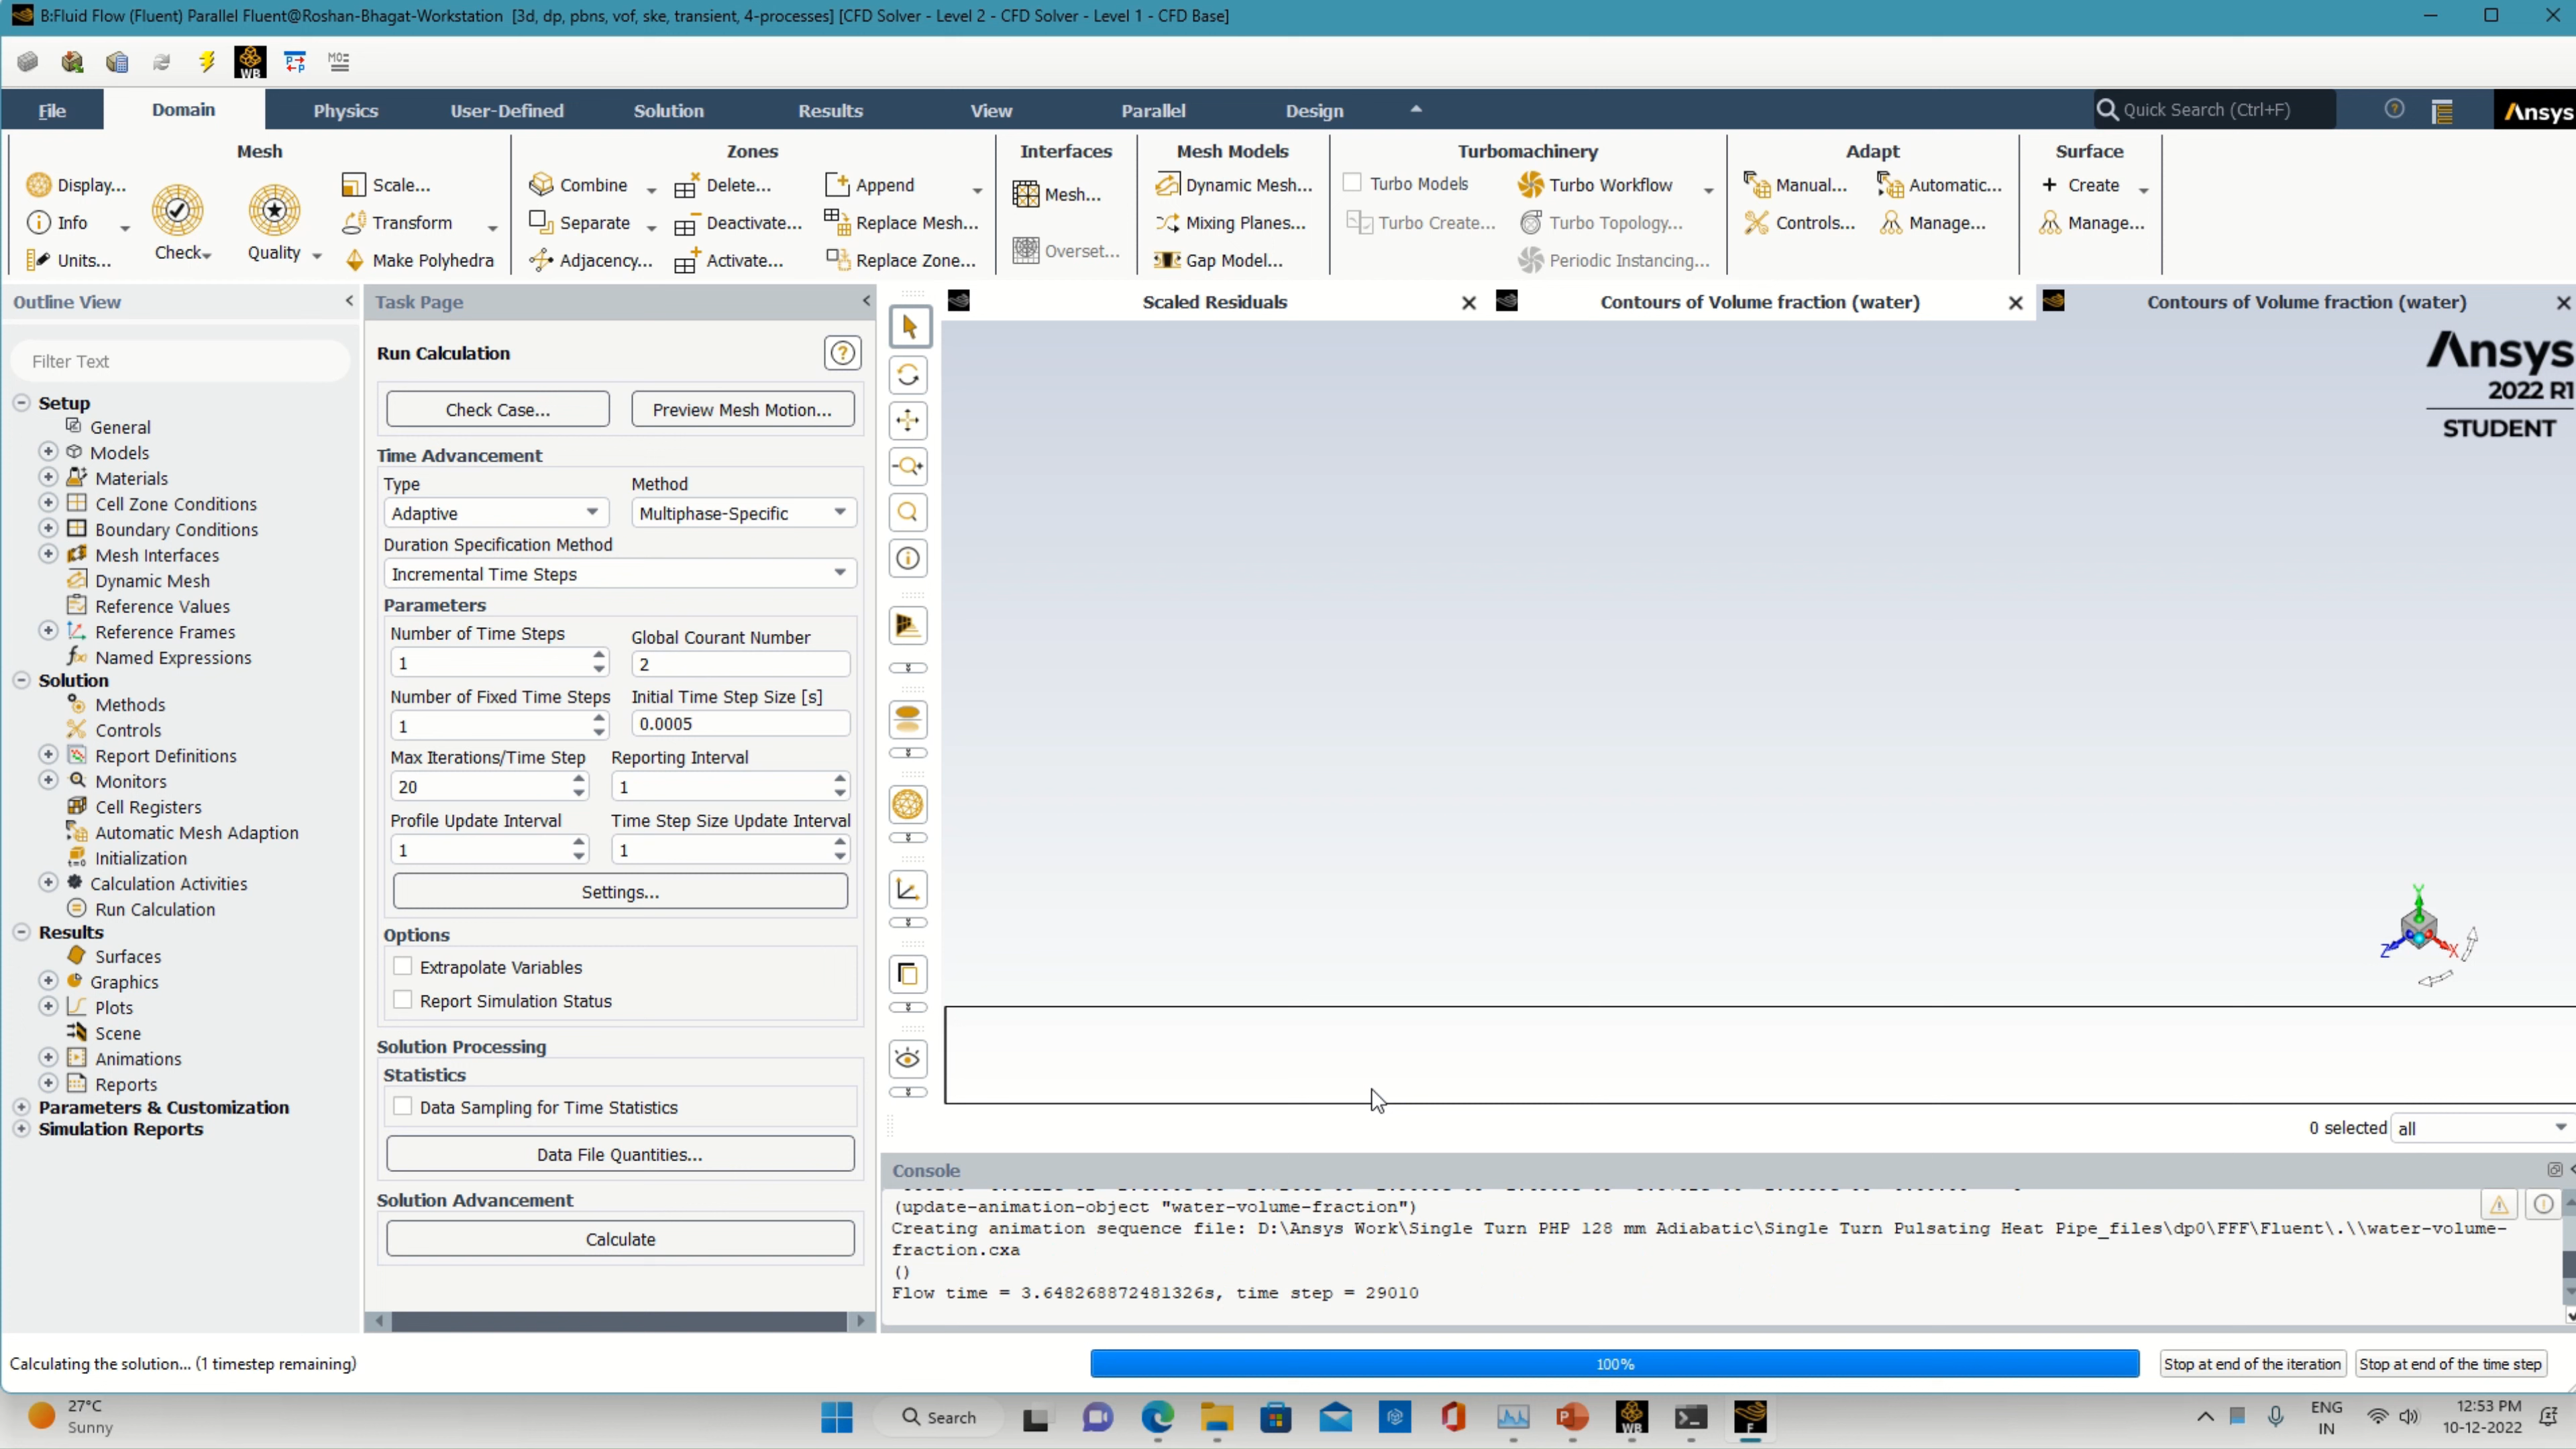 B:Fluid Flow (Fluent) Parallel Fluent@Roshan-Bhagat-Workstation [3d, dp, pbns, vof, ske, transient, 4-processes] [CFD Solver - Level 2 - CFD Solver - Level 1 - CFD Base]
WB
File Domain Physics User-Defined Solution Results View Parallel Design Quick Search (Ctrl+F) Ansys
Mesh Zones Interfaces Mesh Models Turbomachinery Adapt Surface
Display... Scale... Combine Delete... Append Mesh... Dynamic Mesh... Turbo Models Turbo Workflow Manual... Automatic... Create
Info Transform Separate Deactivate... Replace Mesh... Mixing Planes... Turbo Create... Turbo Topology... Controls... Manage... Manage...
Check Quality Overset...
Units... Make Polyhedra Adjacency... Activate... Replace Zone... Gap Model... Periodic Instancing...
Outline View
Filter Text
Setup
General
Models
Materials
Cell Zone Conditions
Boundary Conditions
Mesh Interfaces
Dynamic Mesh
Reference Values
Reference Frames
Named Expressions
Solution
Methods
Controls
Report Definitions
Monitors
Cell Registers
Automatic Mesh Adaption
Initialization
Calculation Activities
Run Calculation
Results
Surfaces
Graphics
Plots
Scene
Animations
Reports
Parameters & Customization
Simulation Reports
Task Page
Run Calculation
Check Case... Preview Mesh Motion...
Time Advancement
Type Method
Adaptive Multiphase-Specific
Duration Specification Method
Incremental Time Steps
Parameters
Number of Time Steps Global Courant Number
1 2
Number of Fixed Time Steps Initial Time Step Size [s]
1 0.0005
Max Iterations/Time Step Reporting Interval
20 1
Profile Update Interval Time Step Size Update Interval
1 1
Settings...
Options
Extrapolate Variables
Report Simulation Status
Solution Processing
Statistics
Data Sampling for Time Statistics
Data File Quantities...
Solution Advancement
Calculate
Scaled Residuals Contours of Volume fraction (water) Contours of Volume fraction (water)
Ansys
2022 R1
STUDENT
Y
Z X
0 selected all
Console
(update-animation-object "water-volume-fraction")
Creating animation sequence file: D:\Ansys Work\Single Turn PHP 128 mm Adiabatic\Single Turn Pulsating Heat Pipe_files\dp0\FFF\Fluent\.\\water-volume-
fraction.cxa
()
Flow time = 3.648268872481326s, time step = 29010
Calculating the solution... (1 timestep remaining) 100% Stop at end of the iteration Stop at end of the time step
27°C
Sunny
Search
WB
F
ENG
IN
12:53 PM
10-12-2022